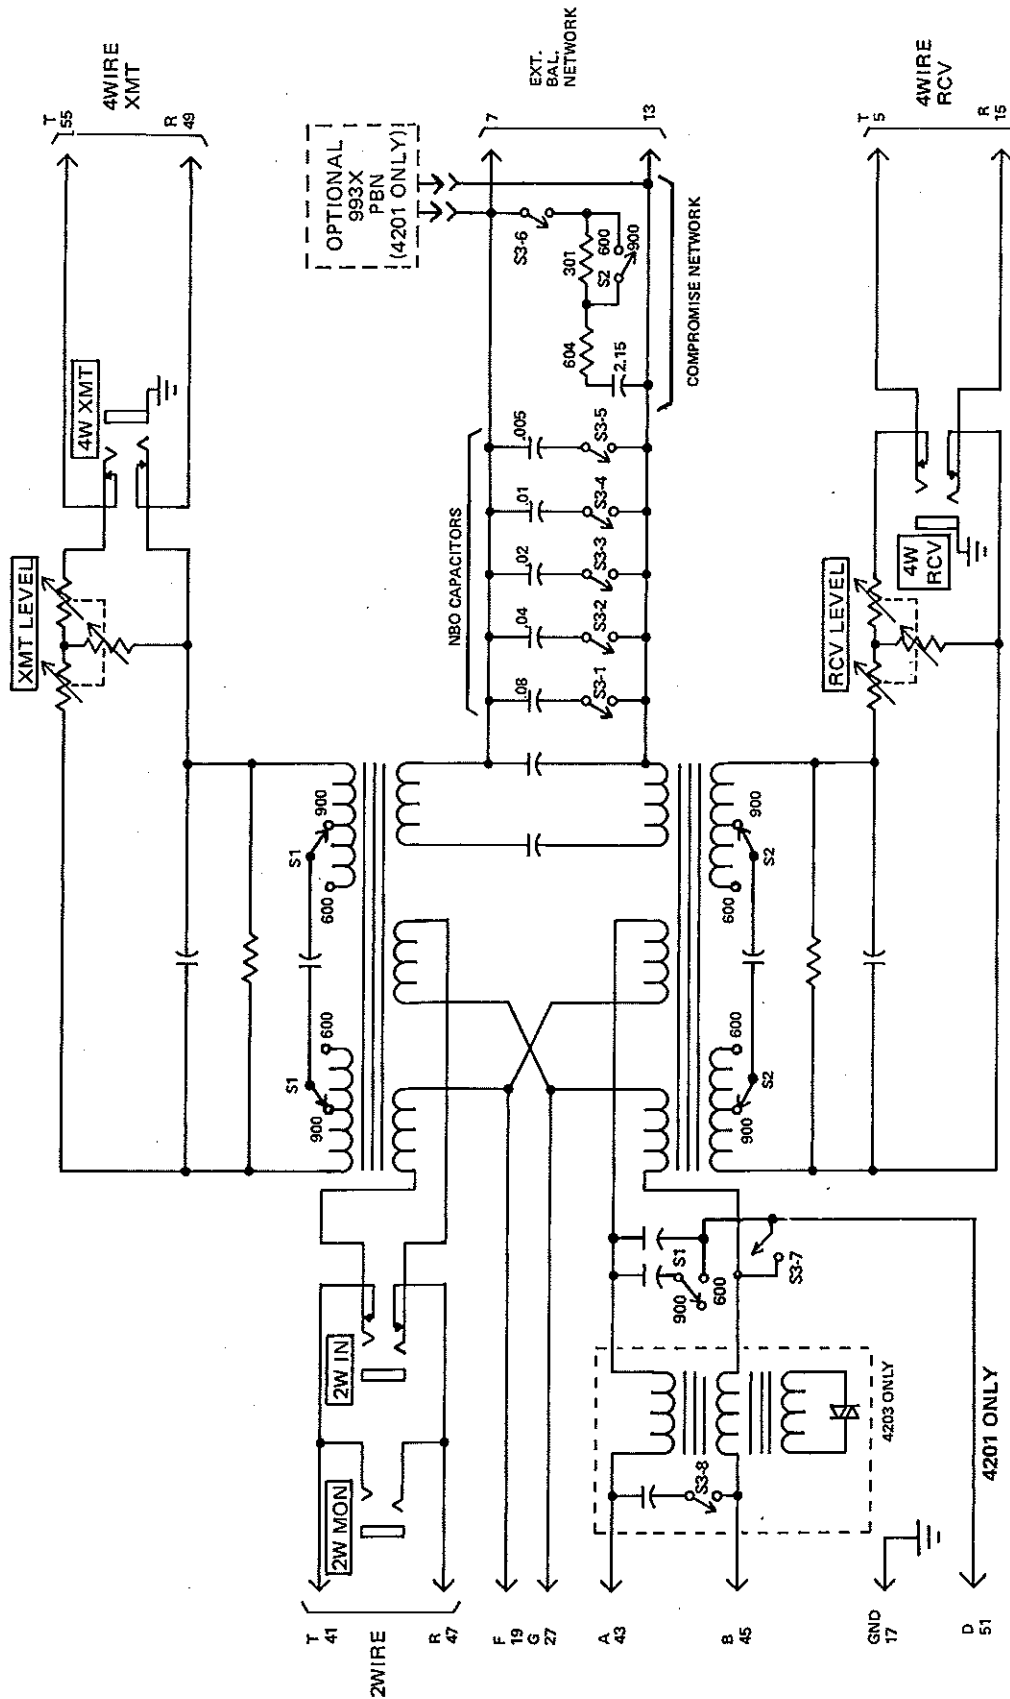 4WIRE
XMT
T
55
R
49
4W XMT
XMT LEVEL
OPTIONAL
993X
PBN
(4201 ONLY)
EXT.
BAL.
NETWORK
7
13
S3-6
301
S2
600
900
604
2.15
COMPROMISE NETWORK
NBO CAPACITORS
.08
.04
.02
.01
.005
S3-1
S3-2
S3-3
S3-4
S3-5
4WIRE
RCV
T
5
R
15
4W
RCV
RCV LEVEL
S1
900
600
S1
600
900
S2
900
600
S2
600
900
2W IN
2W MON
2WIRE
T
41
R
47
F
19
G
27
A
43
B
45
GND
17
D
51
S1
900
600
S3-7
S3-8
4203 ONLY
4201 ONLY